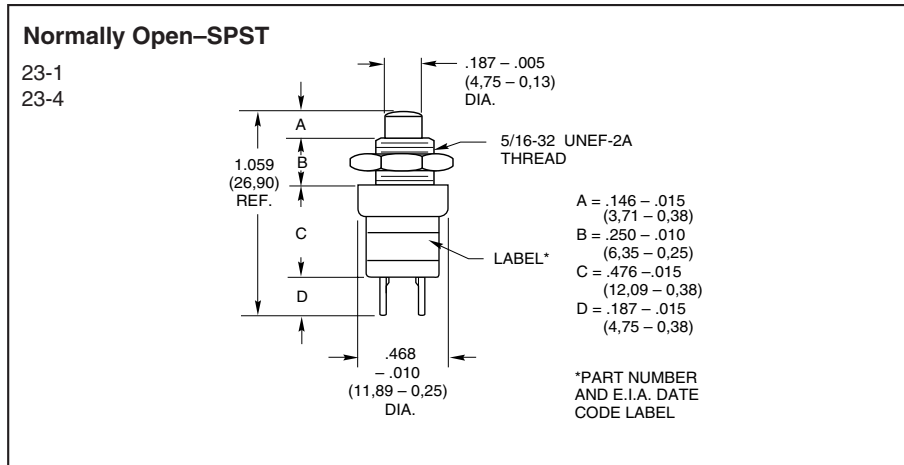 Normally Open–SPST
23-1
23-4
.187 – .005
(4,75 – 0,13)
DIA.
A
5/16-32 UNEF-2A
THREAD
B
1.059
(26,90)
REF.
A = .146 – .015
(3,71 – 0,38)
B = .250 – .010
(6,35 – 0,25)
C = .476 –.015
(12,09 – 0,38)
D = .187 – .015
(4,75 – 0,38)
C
LABEL*
D
.468
– .010
(11,89 – 0,25)
DIA.
*PART NUMBER
AND E.I.A. DATE
CODE LABEL